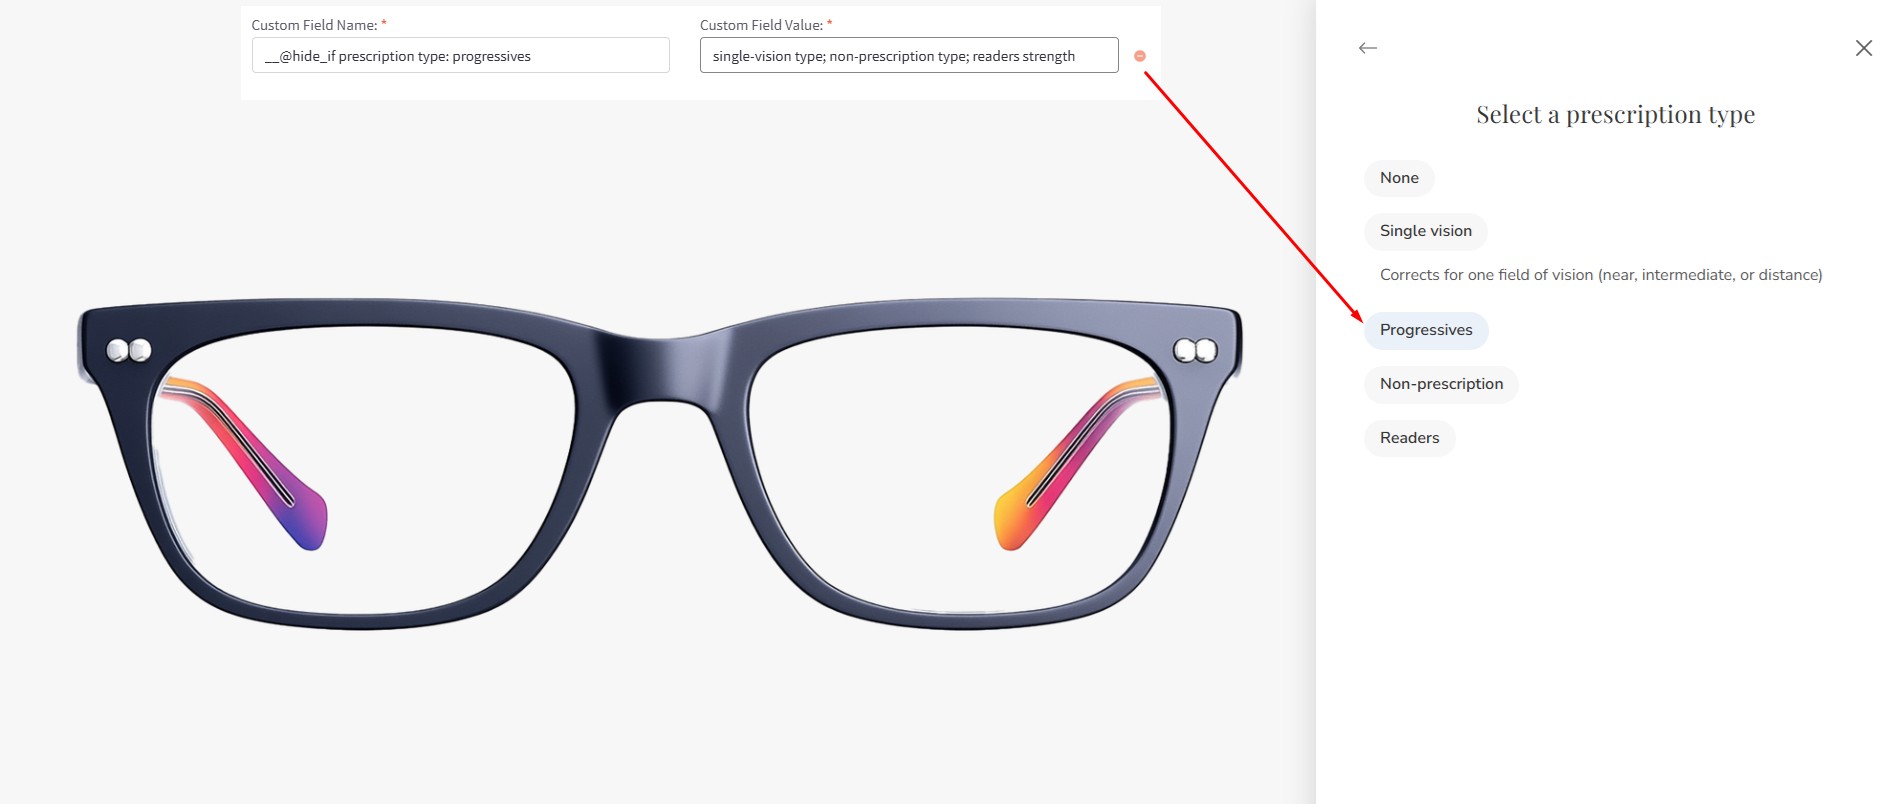 Custom Field Name: *
Custom Field Value: *
__@hide_if prescription type: progressives
single-vision type; non-prescription type; readers strength
Select a prescription type
None
Single vision
Corrects for one field of vision (near, intermediate, or distance)
Progressives
Non-prescription
Readers